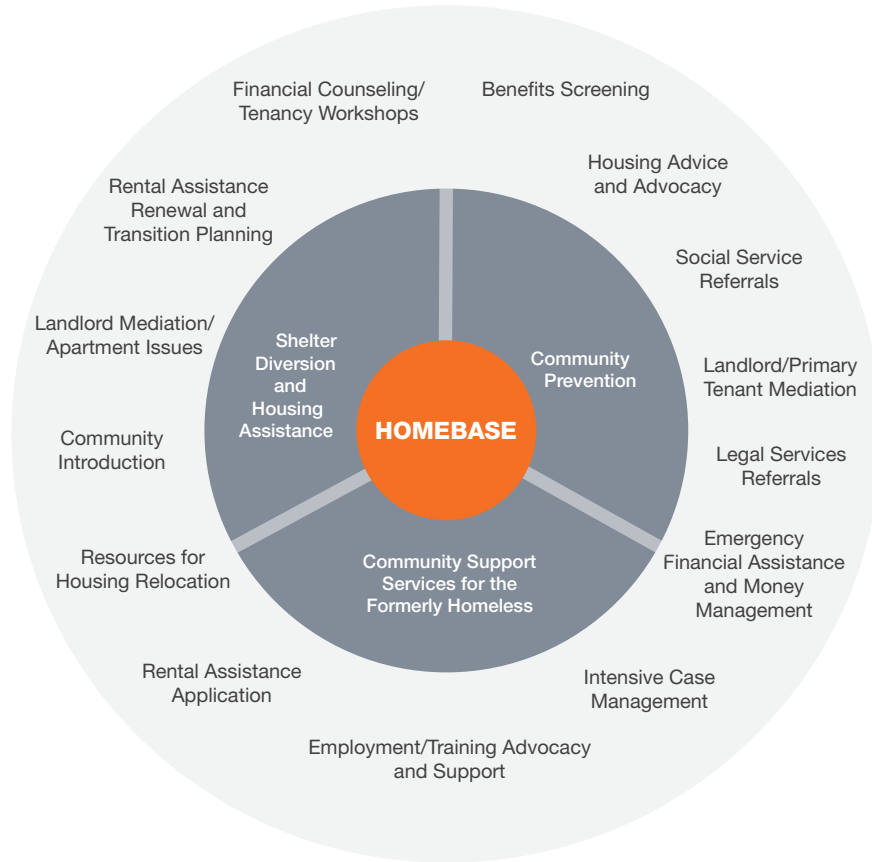 Financial Counseling/
Tenancy Workshops
Benefits Screening
Housing Advice
and Advocacy
Rental Assistance
Renewal and
Transition Planning
Social Service
Referrals
Landlord Mediation/
Apartment Issues
Shelter
Diversion
and
Housing
Assistance
Community
Prevention
Landlord/Primary
Tenant Mediation
HOMEBASE
Community
Introduction
Legal Services
Referrals
Emergency
Financial Assistance
and Money
Management
Resources for
Housing Relocation
Community Support
Services for the
Formerly Homeless
Rental Assistance
Application
Intensive Case
Management
Employment/Training Advocacy
and Support